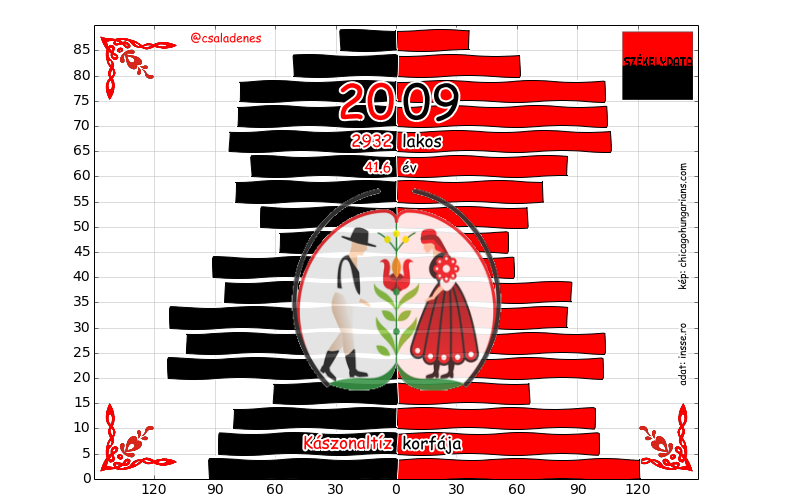 @csaladenes
SZÉKELYDATA
2009
2932 lakos
41.6 év
kép: chicagohungarians.com
adat: insse.ro
Kászonaltíz korfája
85
80
75
70
65
60
55
50
45
40
35
30
25
20
15
10
5
0
120 90 60 30 0 30 60 90 120